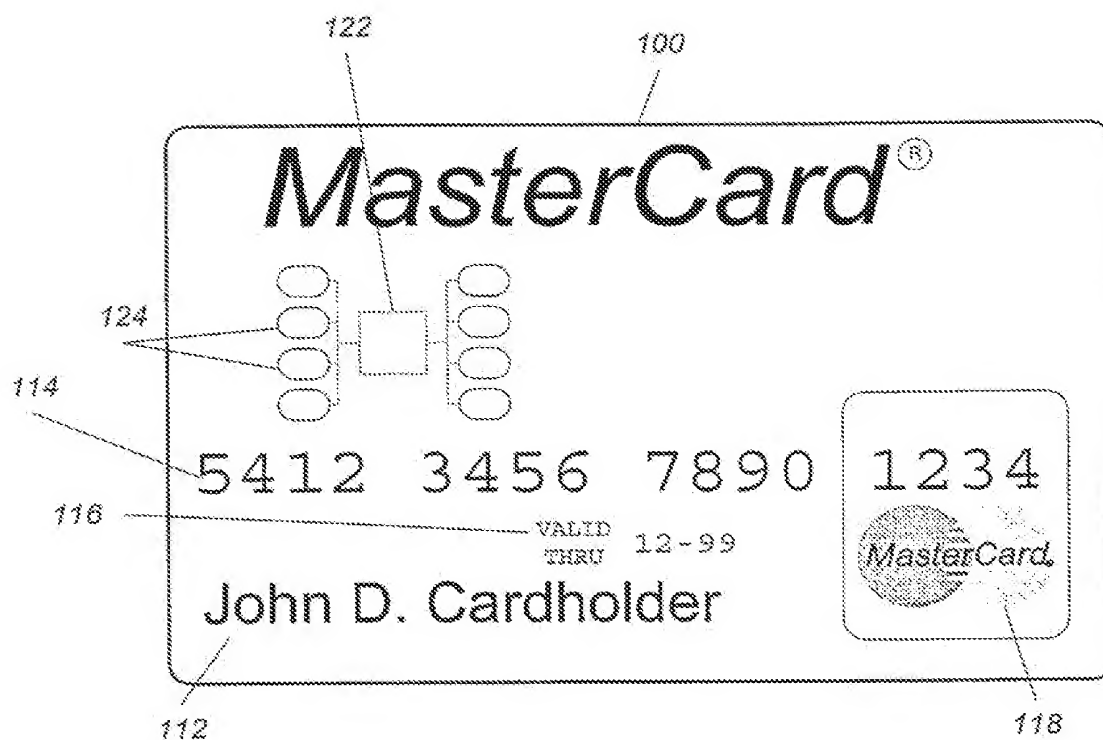 122
100
MasterCard®
124
114
5412 3456 7890 1234
116
VALID THRU 12-99
MasterCard®
John D. Cardholder
112
118